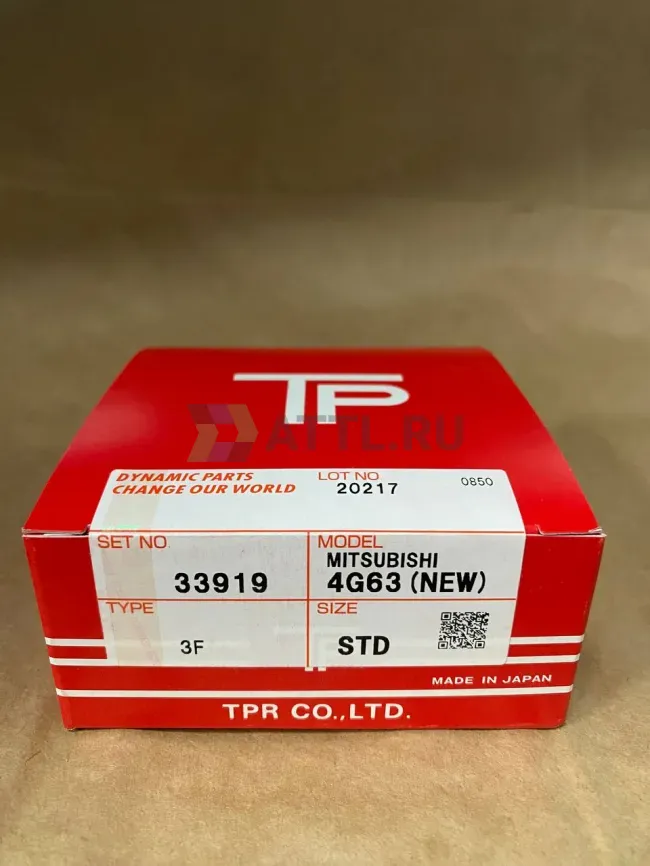 TP
ATTL.RU
DYNAMIC PARTS
CHANGE OUR WORLD
LOT NO
20217
0850
SET NO.
33919
MODEL
MITSUBISHI
4G63 (NEW)
TYPE
3F
SIZE
STD
MADE IN JAPAN
TPR CO.,LTD.